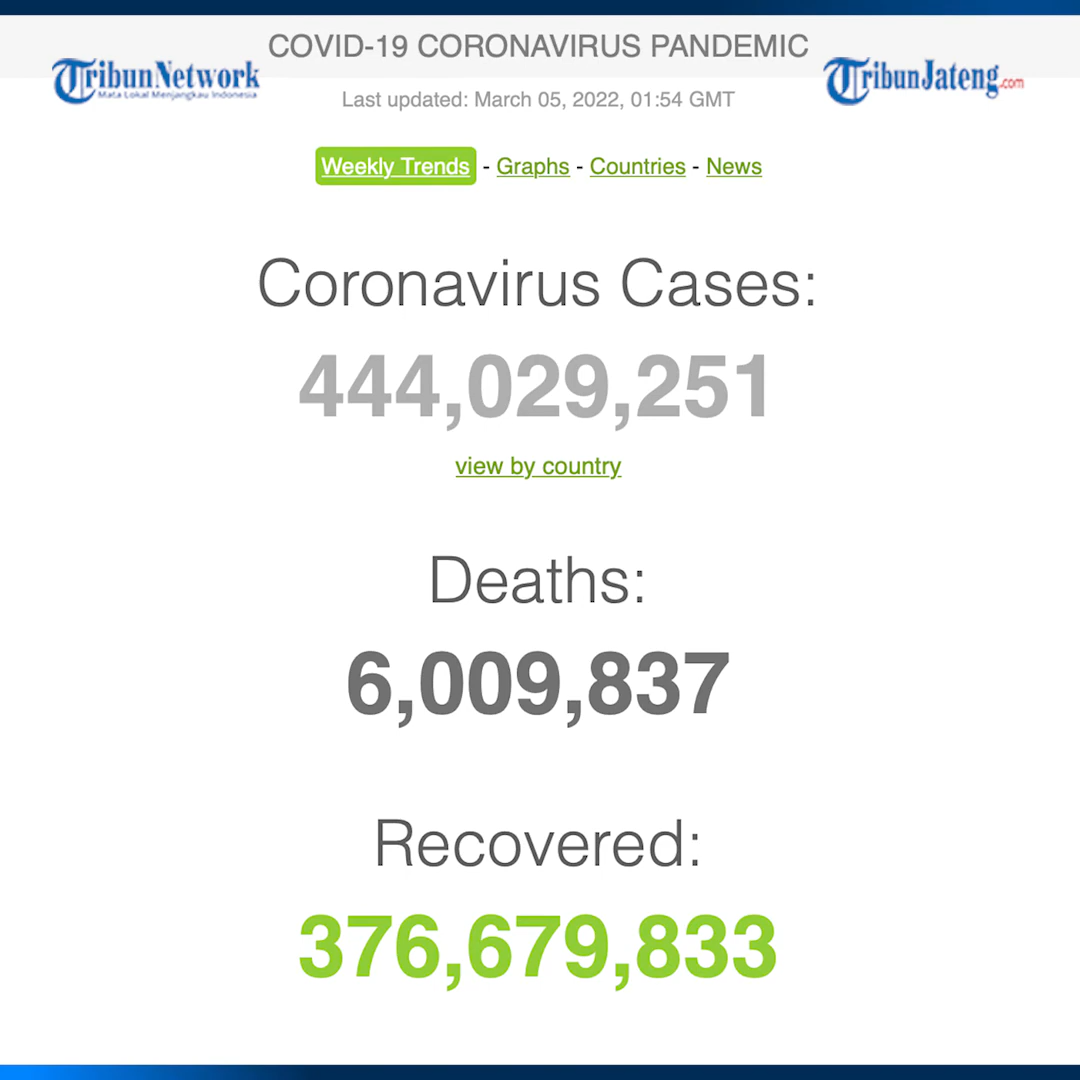 COVID-19 CORONAVIRUS PANDEMIC
TribunNetwork
Mata Lokal Menjangkau Indonesia
TribunJateng.com
Last updated: March 05, 2022, 01:54 GMT
Weekly Trends - Graphs - Countries - News
Coronavirus Cases:
444,029,251
view by country
Deaths:
6,009,837
Recovered:
376,679,833